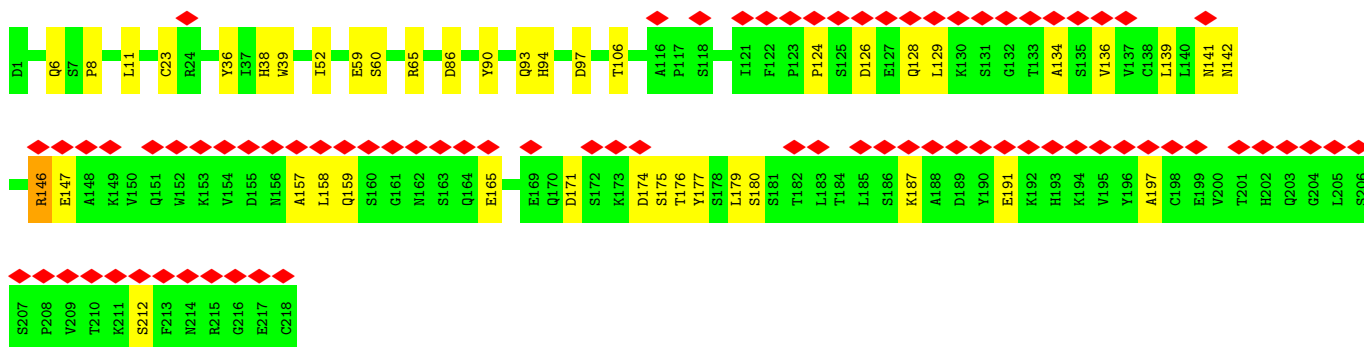 D1 Q6 S7 P8 L11 C23 R24 Y36 I37 H38 W39 I52 E59 S60 R65 D86 Y90 Q93 H94 D97 T106 A116 P117 S118 I121 F122 P123 P124 S125 D126 E127 Q128 L129 K130 S131 G132 T133 A134 S135 V136 V137 C138 L139 L140 N141 N142
R146 E147 A148 K149 V150 Q151 W152 K153 V154 D155 N156 A157 L158 Q159 S160 G161 N162 S163 Q164 E165 E169 Q170 D171 S172 K173 D174 S175 T176 Y177 S178 L179 S180 S181 T182 L183 T184 L185 S186 K187 A188 D189 Y190 E191 K192 H193 K194 V195 Y196 A197 C198 E199 V200 T201 H202 Q203 G204 L205 S206
S207 P208 V209 T210 K211 S212 F213 N214 R215 G216 E217 C218